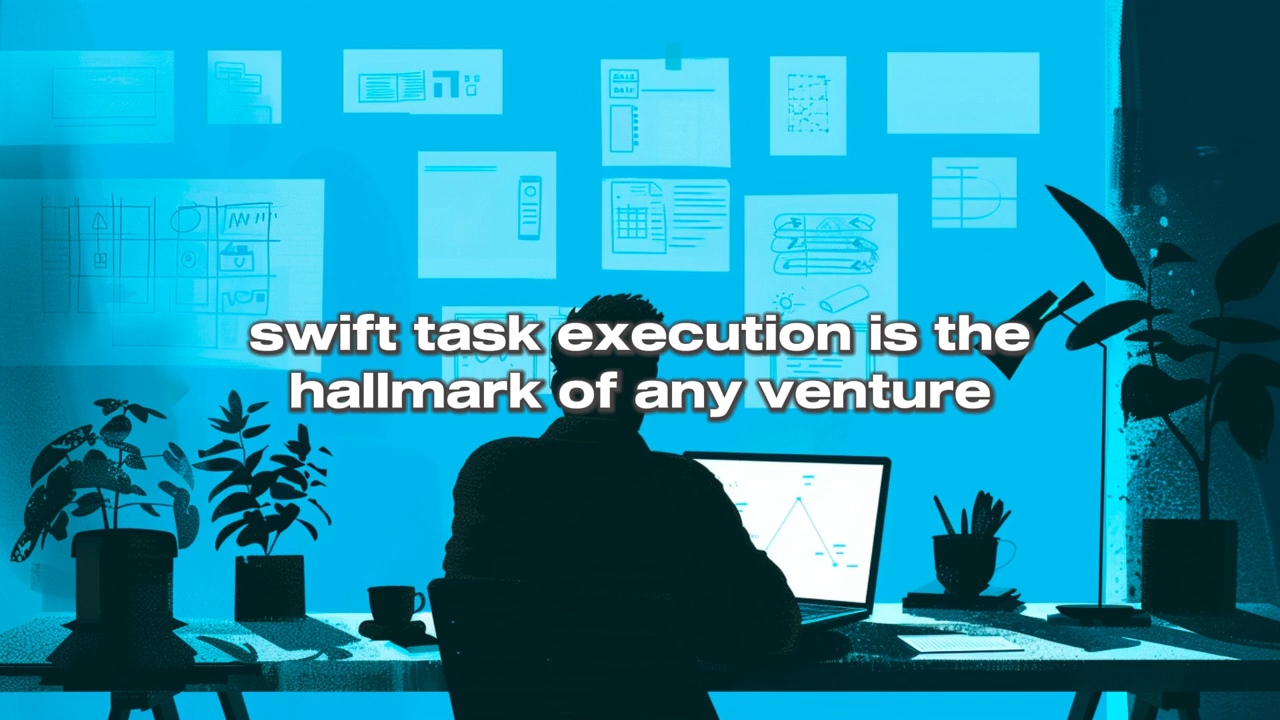 swift task execution is the
hallmark of any venture